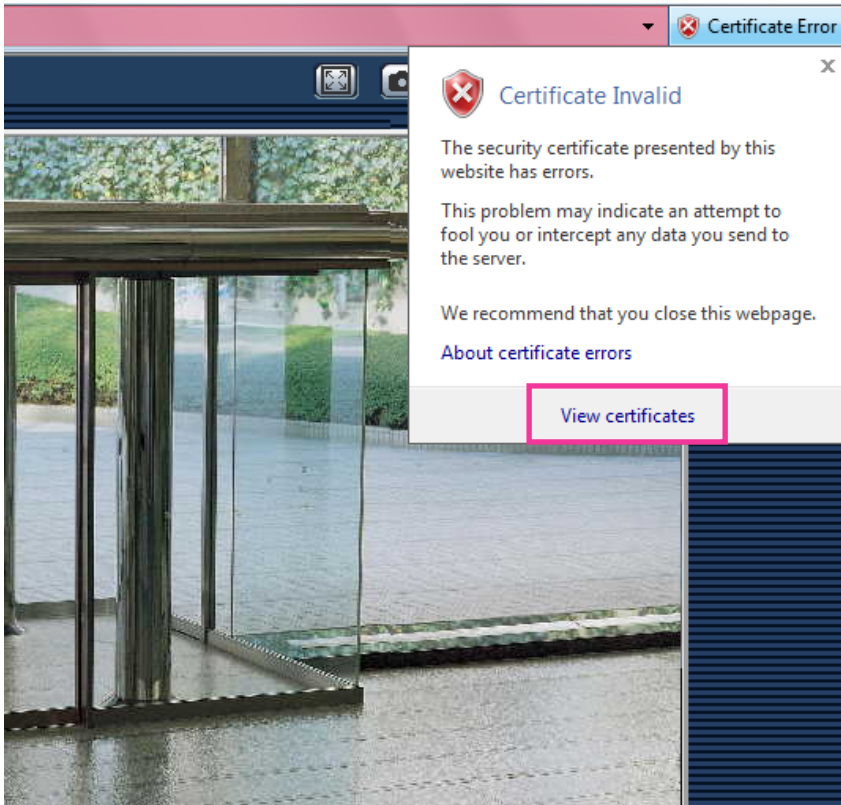 Certificate Error
x
Certificate Invalid
The security certificate presented by this
website has errors.
This problem may indicate an attempt to
fool you or intercept any data you send to
the server.
We recommend that you close this webpage.
About certificate errors
View certificates